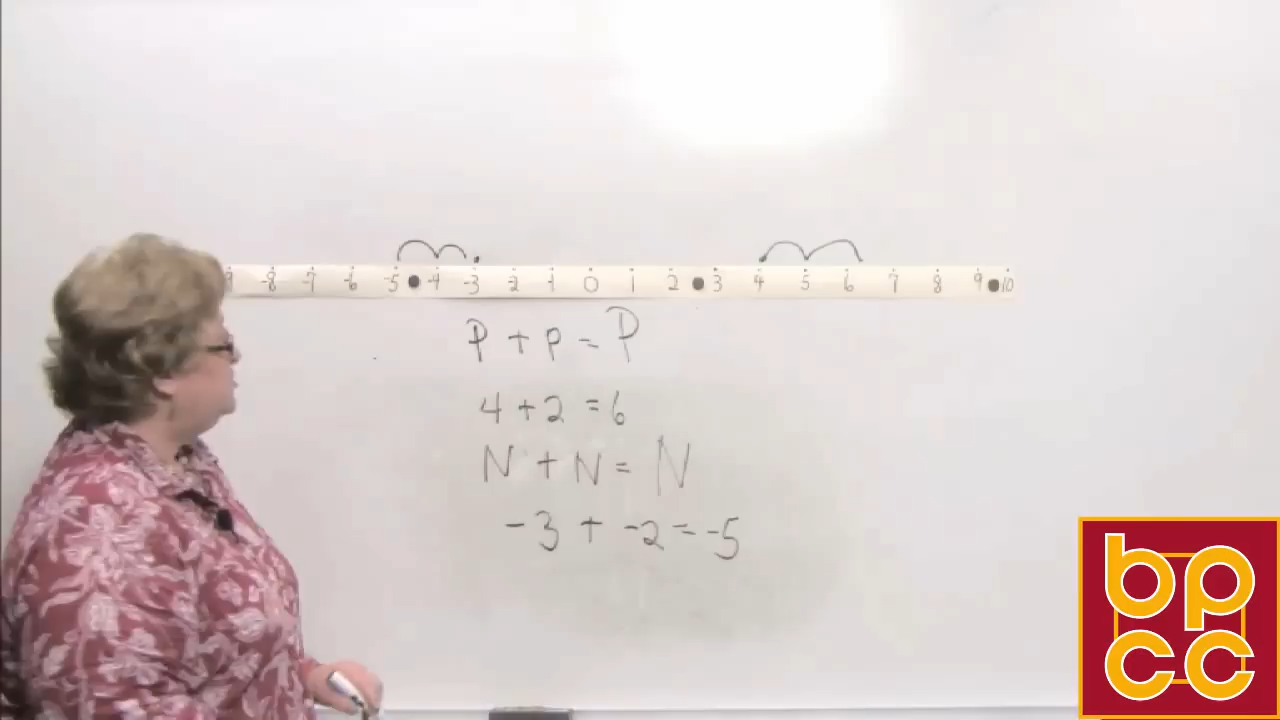 9 -8 -7 -6 -5 -4 -3 -2 -1 0 1 2 3 4 5 6 7 8 9 10
P + P = P
4 + 2 = 6
N + N = N
-3 + -2 = -5
bp
cc